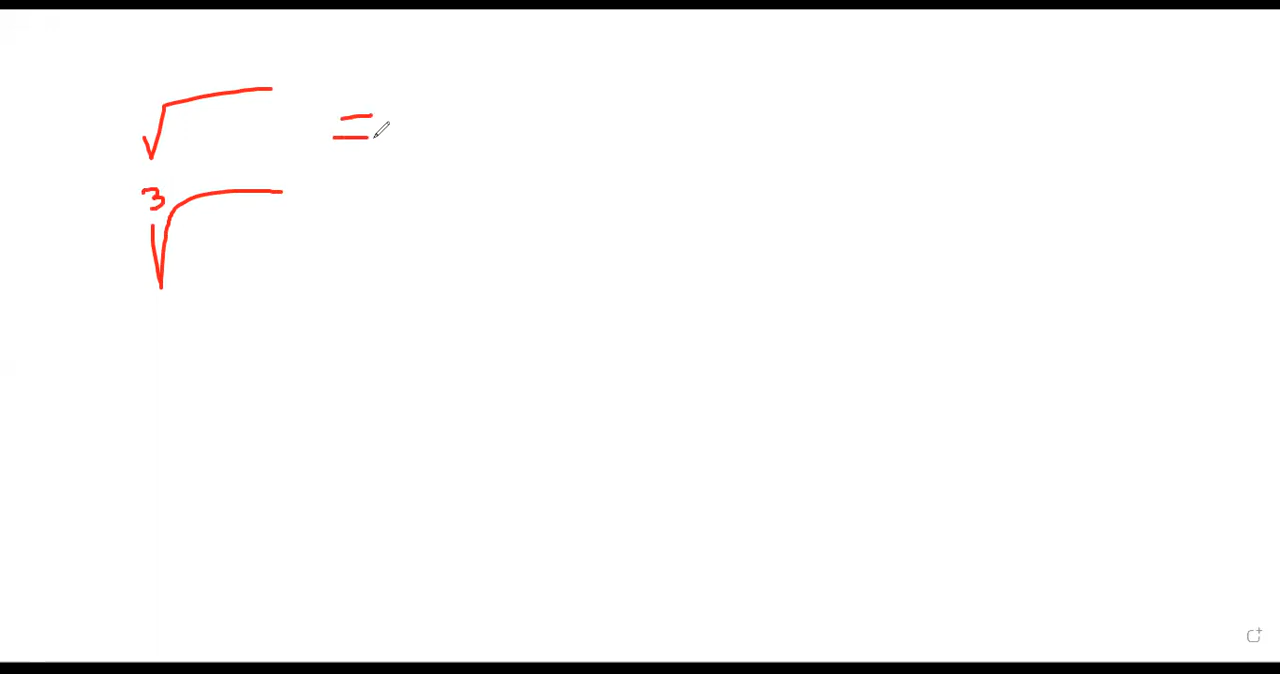 √ =
3√